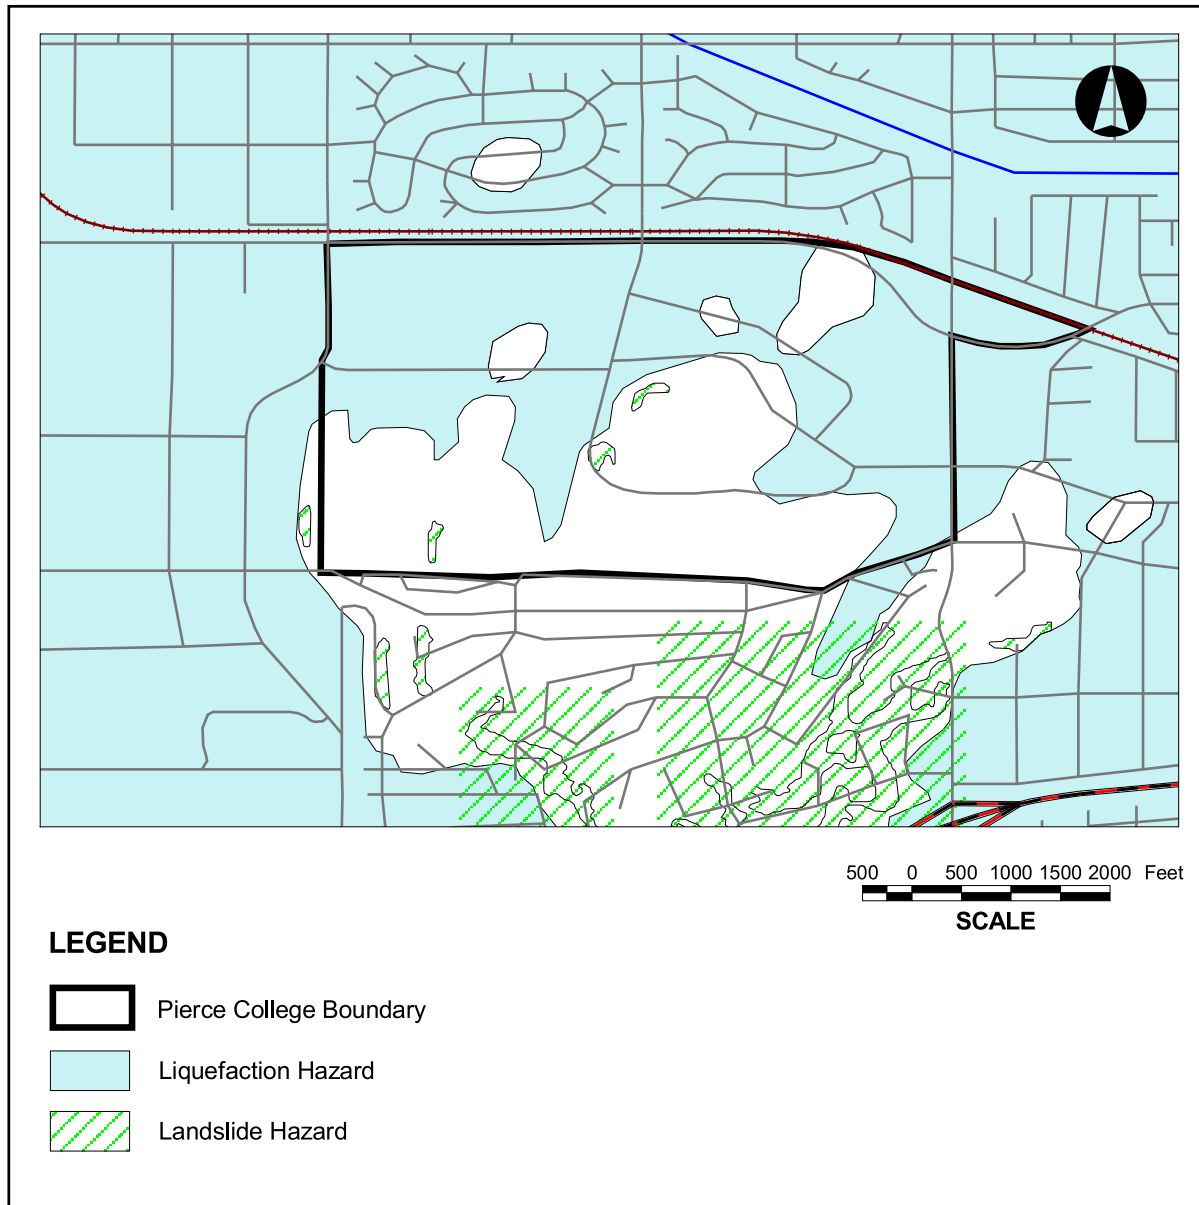 500 0 500 1000 1500 2000 Feet
SCALE
LEGEND
Pierce College Boundary
Liquefaction Hazard
Landslide Hazard